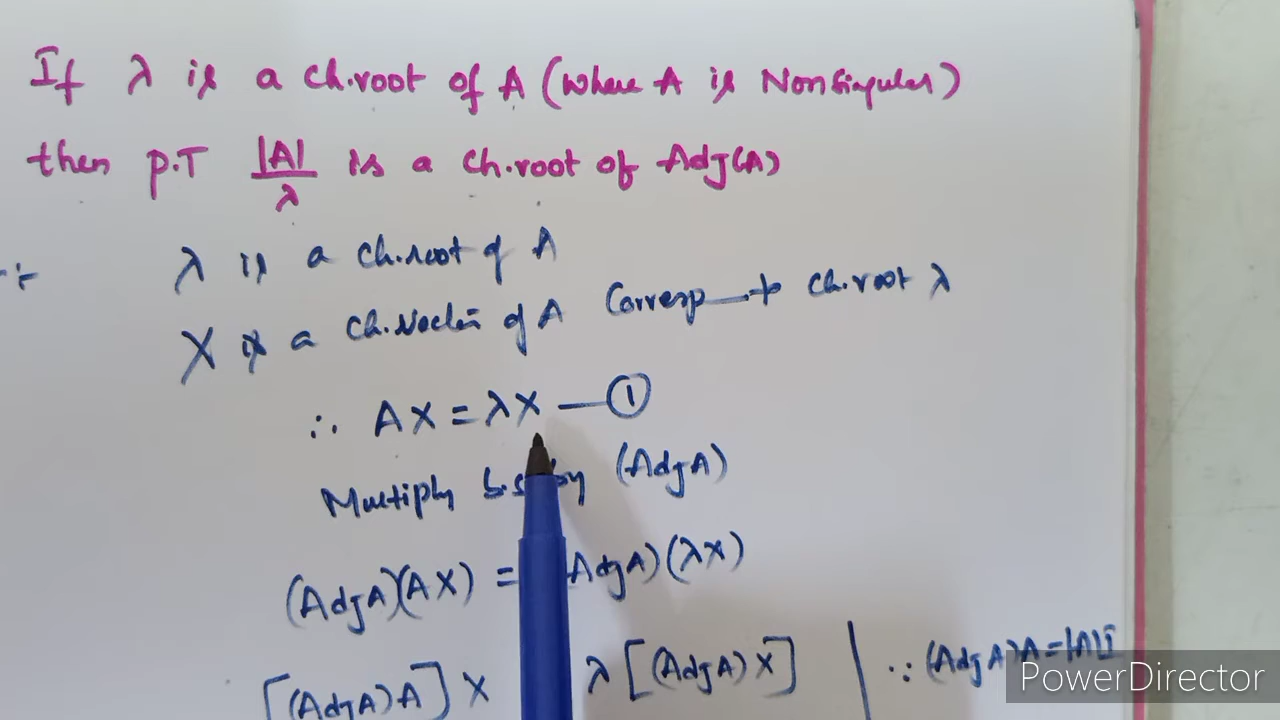 If λ is a ch.root of A (where A is Nonsingular)
then P.T |A|/λ is a ch.root of Adj(A)
λ is a ch.root of A
X is a ch.vector of A Corresp to ch.root λ
∴ AX = λX — ①
Multiply b.s by (AdjA)
(AdjA)(AX) = AdjA)(λX)
[(AdjA)A]X λ[(AdjA)X] | ∵ (AdjA)A=|A|I
PowerDirector